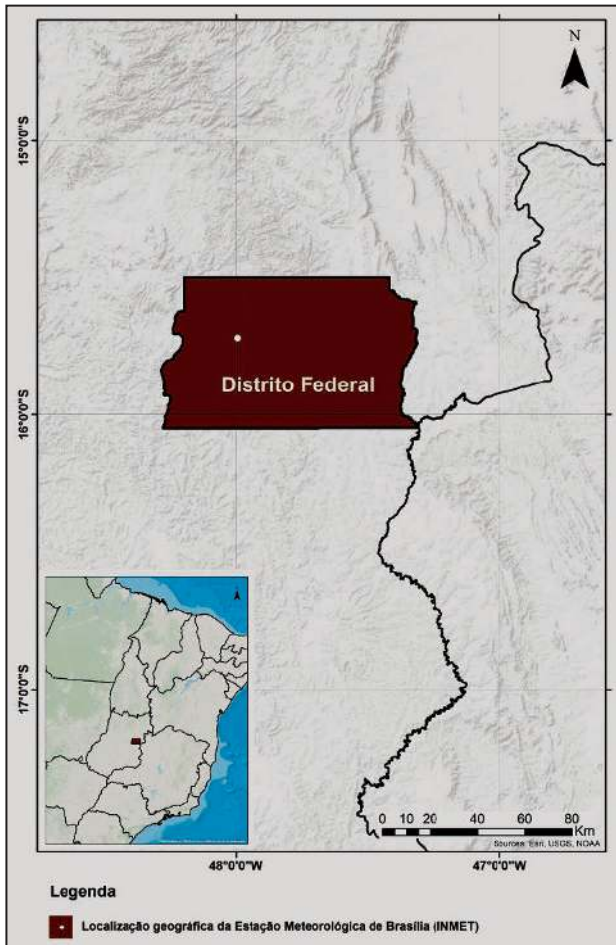 N
15°0'0"S
Distrito Federal
16°0'0"S
17°0'0"S
0 10 20 40 60 80
Km
Sources: Esri, USGS, NOAA
48°0'0"W 47°0'0"W
Legenda
Localização geográfica da Estação Meteorológica de Brasília (INMET)